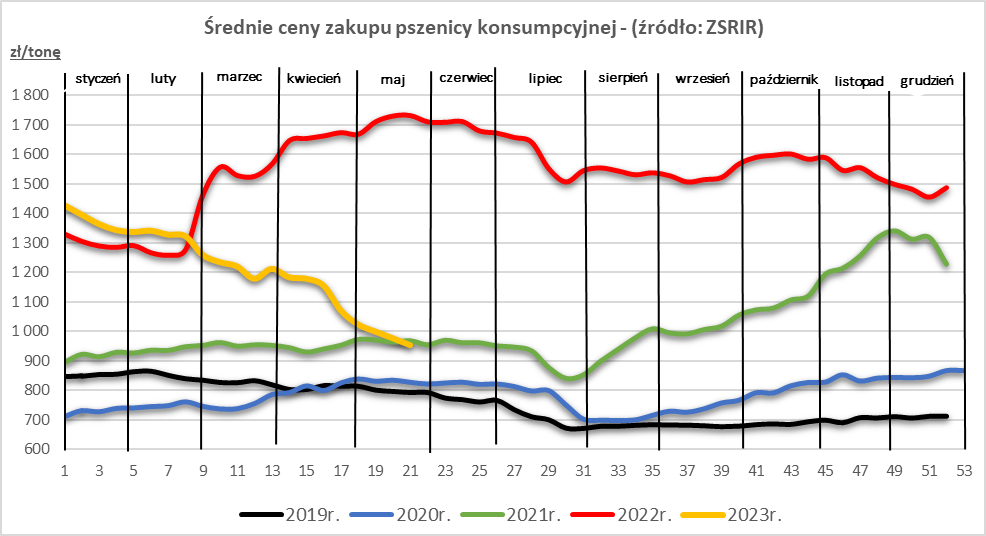 Średnie ceny zakupu pszenicy konsumpcyjnej - (źródło: ZSRIR)
zł/tonę
styczeń luty marzec kwiecień maj czerwiec lipiec sierpień wrzesień październik listopad grudzień
1 800
1 700
1 600
1 500
1 400
1 300
1 200
1 100
1 000
900
800
700
600
1 3 5 7 9 11 13 15 17 19 21 23 25 27 29 31 33 35 37 39 41 43 45 47 49 51 53
2019r. 2020r. 2021r. 2022r. 2023r.